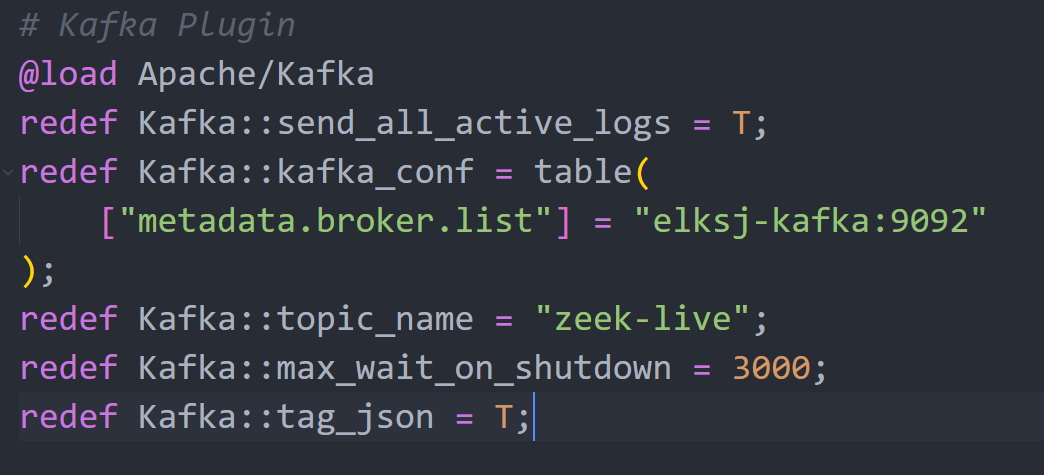 # Kafka Plugin
@load Apache/Kafka
redef Kafka::send_all_active_logs = T;
redef Kafka::kafka_conf = table(
    ["metadata.broker.list"] = "elksj-kafka:9092"
);
redef Kafka::topic_name = "zeek-live";
redef Kafka::max_wait_on_shutdown = 3000;
redef Kafka::tag_json = T;